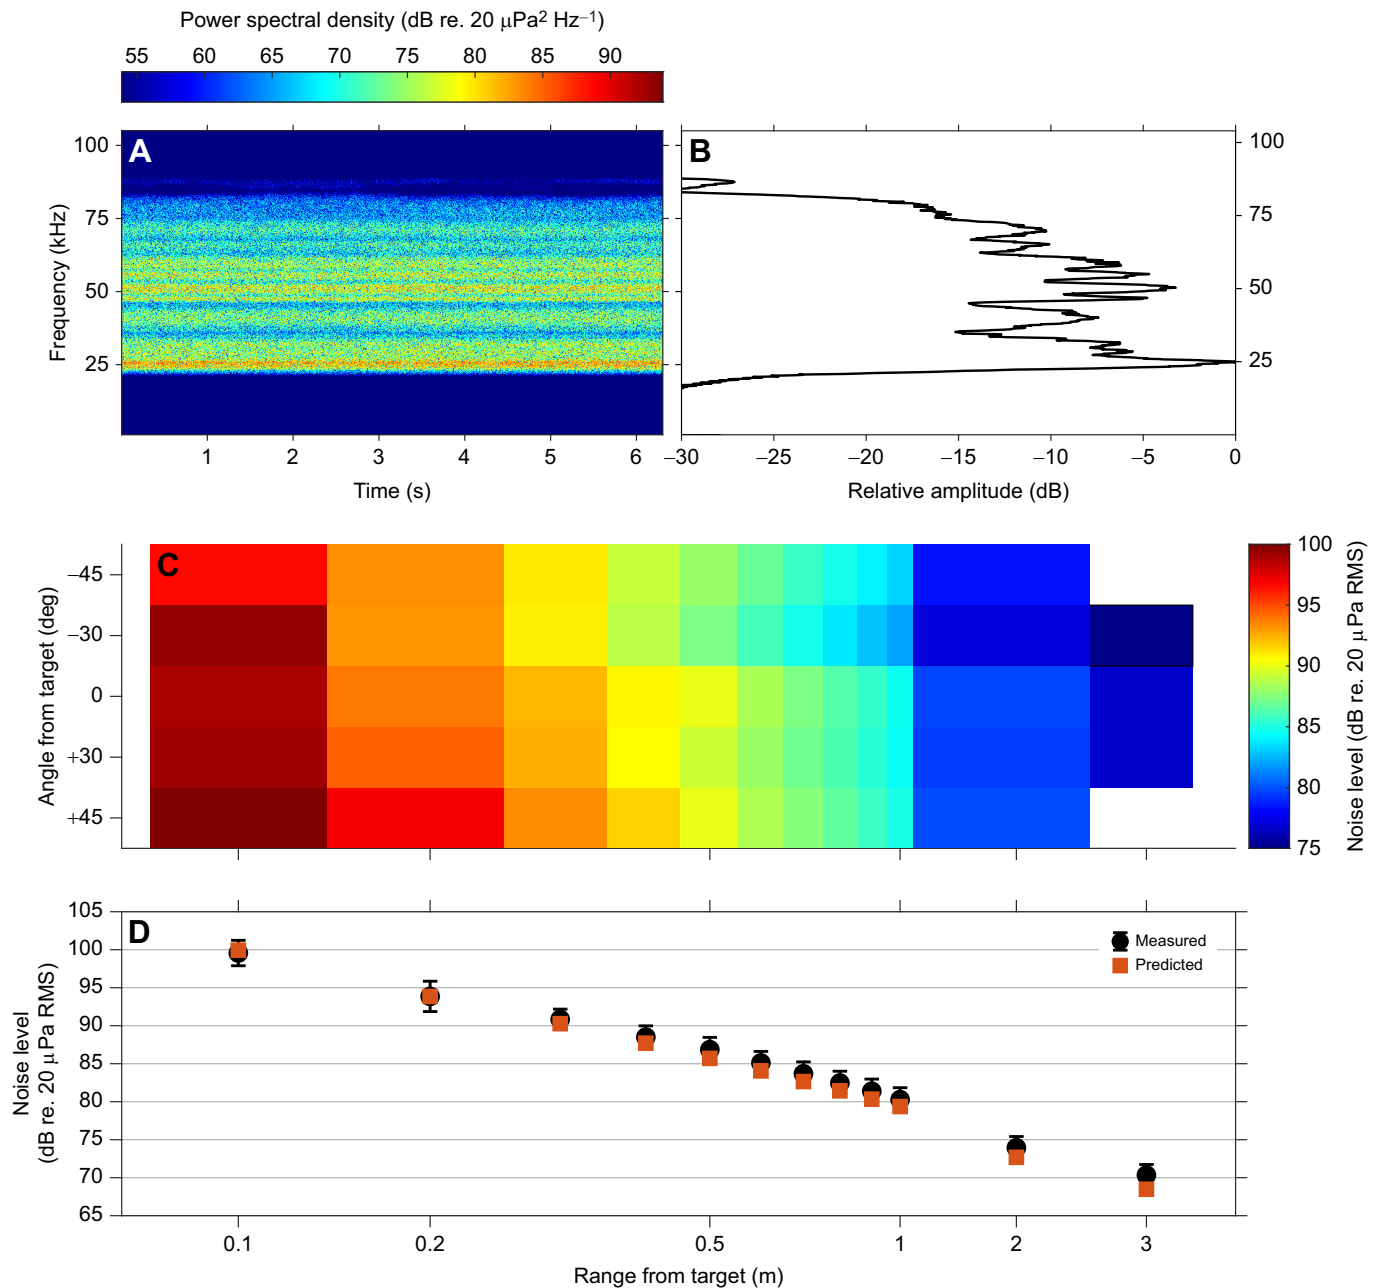 Power spectral density (dB re. 20 μPa² Hz⁻¹)
55 60 65 70 75 80 85 90
A
B
Frequency (kHz)
100
75
50
25
100
75
50
25
1 2 3 4 5 6
–30 –25 –20 –15 –10 –5 0
Time (s)
Relative amplitude (dB)
C
Angle from target (deg)
–45
–30
0
+30
+45
100
95
90
85
80
75
Noise level (dB re. 20 μPa RMS)
D
Noise level
(dB re. 20 μPa RMS)
105
100
95
90
85
80
75
70
65
Measured
Predicted
0.1 0.2 0.5 1 2 3
Range from target (m)